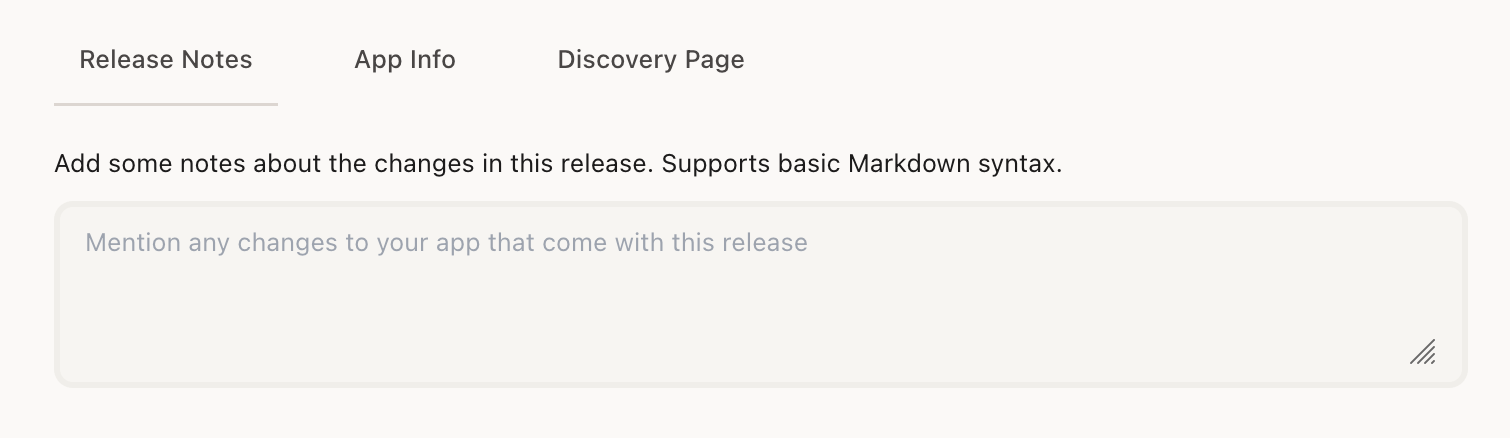 Release Notes App Info Discovery Page
Add some notes about the changes in this release. Supports basic Markdown syntax.
Mention any changes to your app that come with this release